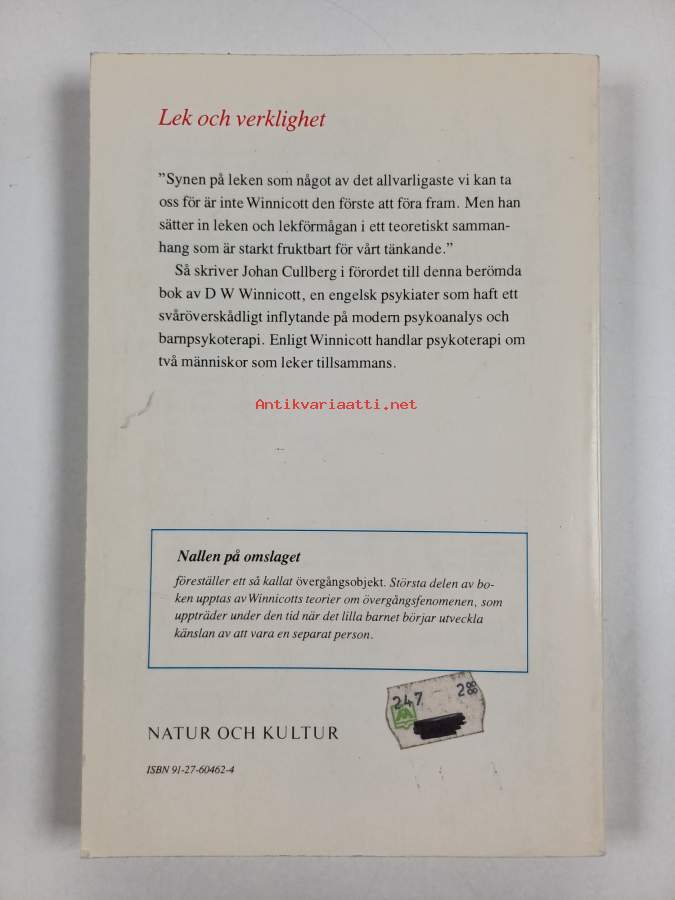 Lek och verklighet
”Synen på leken som något av det allvarligaste vi kan ta
oss för är inte Winnicott den förste att föra fram. Men han
sätter in leken och lekförmågan i ett teoretiskt samman-
hang som är starkt fruktbart för vårt tänkande.”
Så skriver Johan Cullberg i förordet till denna berömda
bok av D W Winnicott, en engelsk psykiater som haft ett
svåröverskådligt inflytande på modern psykoanalys och
barnpsykoterapi. Enligt Winnicott handlar psykoterapi om
två människor som leker tillsammans.
Antikvariaatti.net
Nallen på omslaget
föreställer ett så kallat övergångsobjekt. Största delen av bo-
ken upptas av Winnicotts teorier om övergångsfenomenen, som
uppträder under den tid när det lilla barnet börjar utveckla
känslan av att vara en separat person.
247 – 2.00
NATUR OCH KULTUR
ISBN 91-27-60462-4